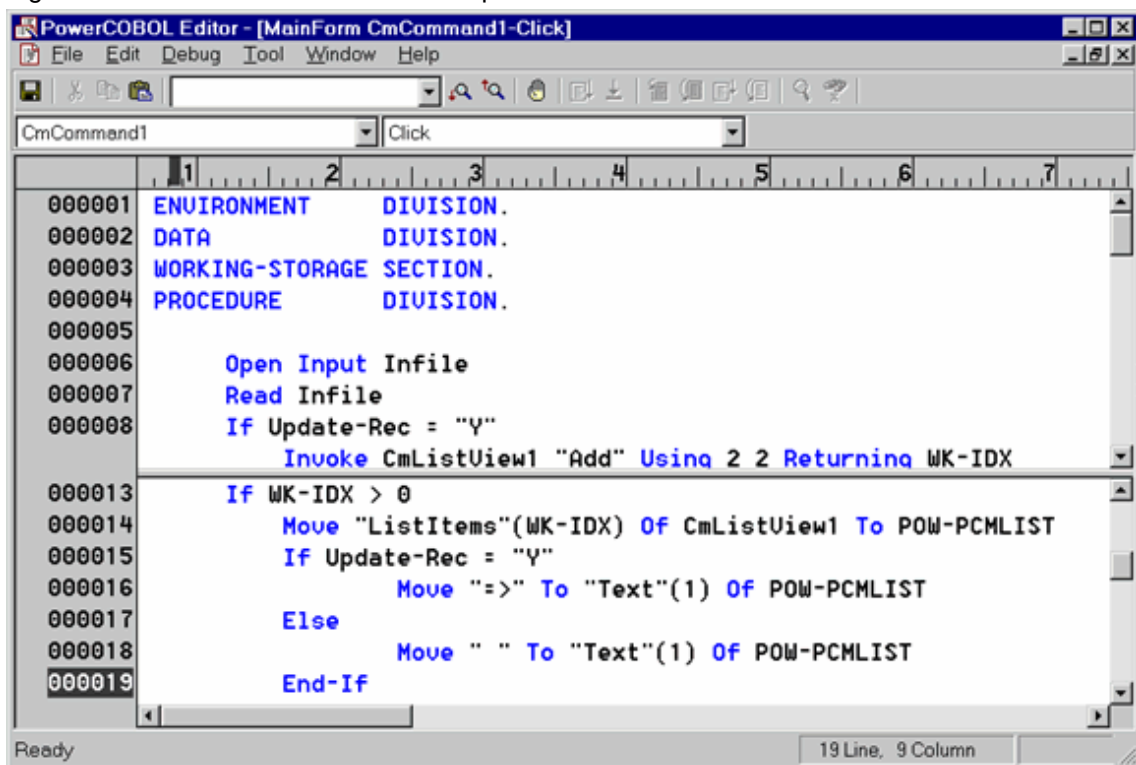 PowerCOBOL Editor - [MainForm CmCommand1-Click]
File Edit Debug Tool Window Help
CmCommand1 Click
1 2 3 4 5 6 7
000001 ENVIRONMENT DIVISION.
000002 DATA DIVISION.
000003 WORKING-STORAGE SECTION.
000004 PROCEDURE DIVISION.
000005
000006 Open Input Infile
000007 Read Infile
000008 If Update-Rec = "Y"
Invoke CmListView1 "Add" Using 2 2 Returning WK-IDX
000013 If WK-IDX > 0
000014 Move "ListItems"(WK-IDX) Of CmListView1 To POW-PCMLIST
000015 If Update-Rec = "Y"
000016 Move "=>" To "Text"(1) Of POW-PCMLIST
000017 Else
000018 Move " " To "Text"(1) Of POW-PCMLIST
000019 End-If
Ready 19 Line, 9 Column